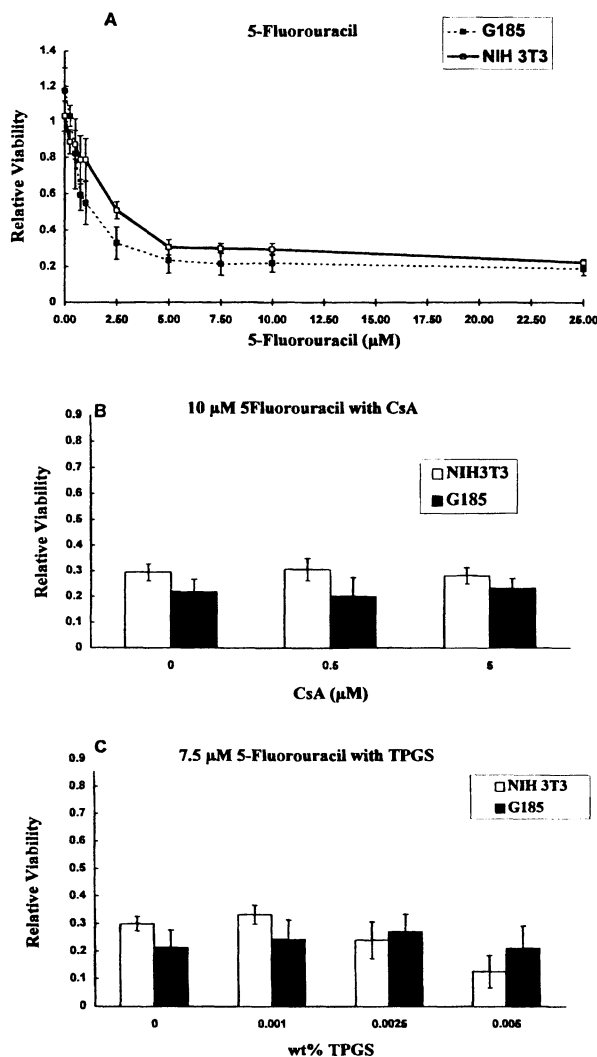 A
5-Fluorouracil
G185
NIH 3T3
Relative Viability
1.4
1.2
1
0.8
0.6
0.4
0.2
0
0.00 2.50 5.00 7.50 10.00 12.50 15.00 17.50 20.00 22.50 25.00
5-Fluorouracil (µM)
B
10 µM 5Fluorouracil with CsA
NIH3T3
G185
Relative Viability
0.9
0.8
0.7
0.6
0.5
0.4
0.3
0.2
0.1
0
0 0.5 5
CsA (µM)
C
7.5 µM 5-Fluorouracil with TPGS
NIH 3T3
G185
Relative Viability
0.9
0.8
0.7
0.6
0.5
0.4
0.3
0.2
0.1
0
0 0.001 0.0025 0.005
wt% TPGS